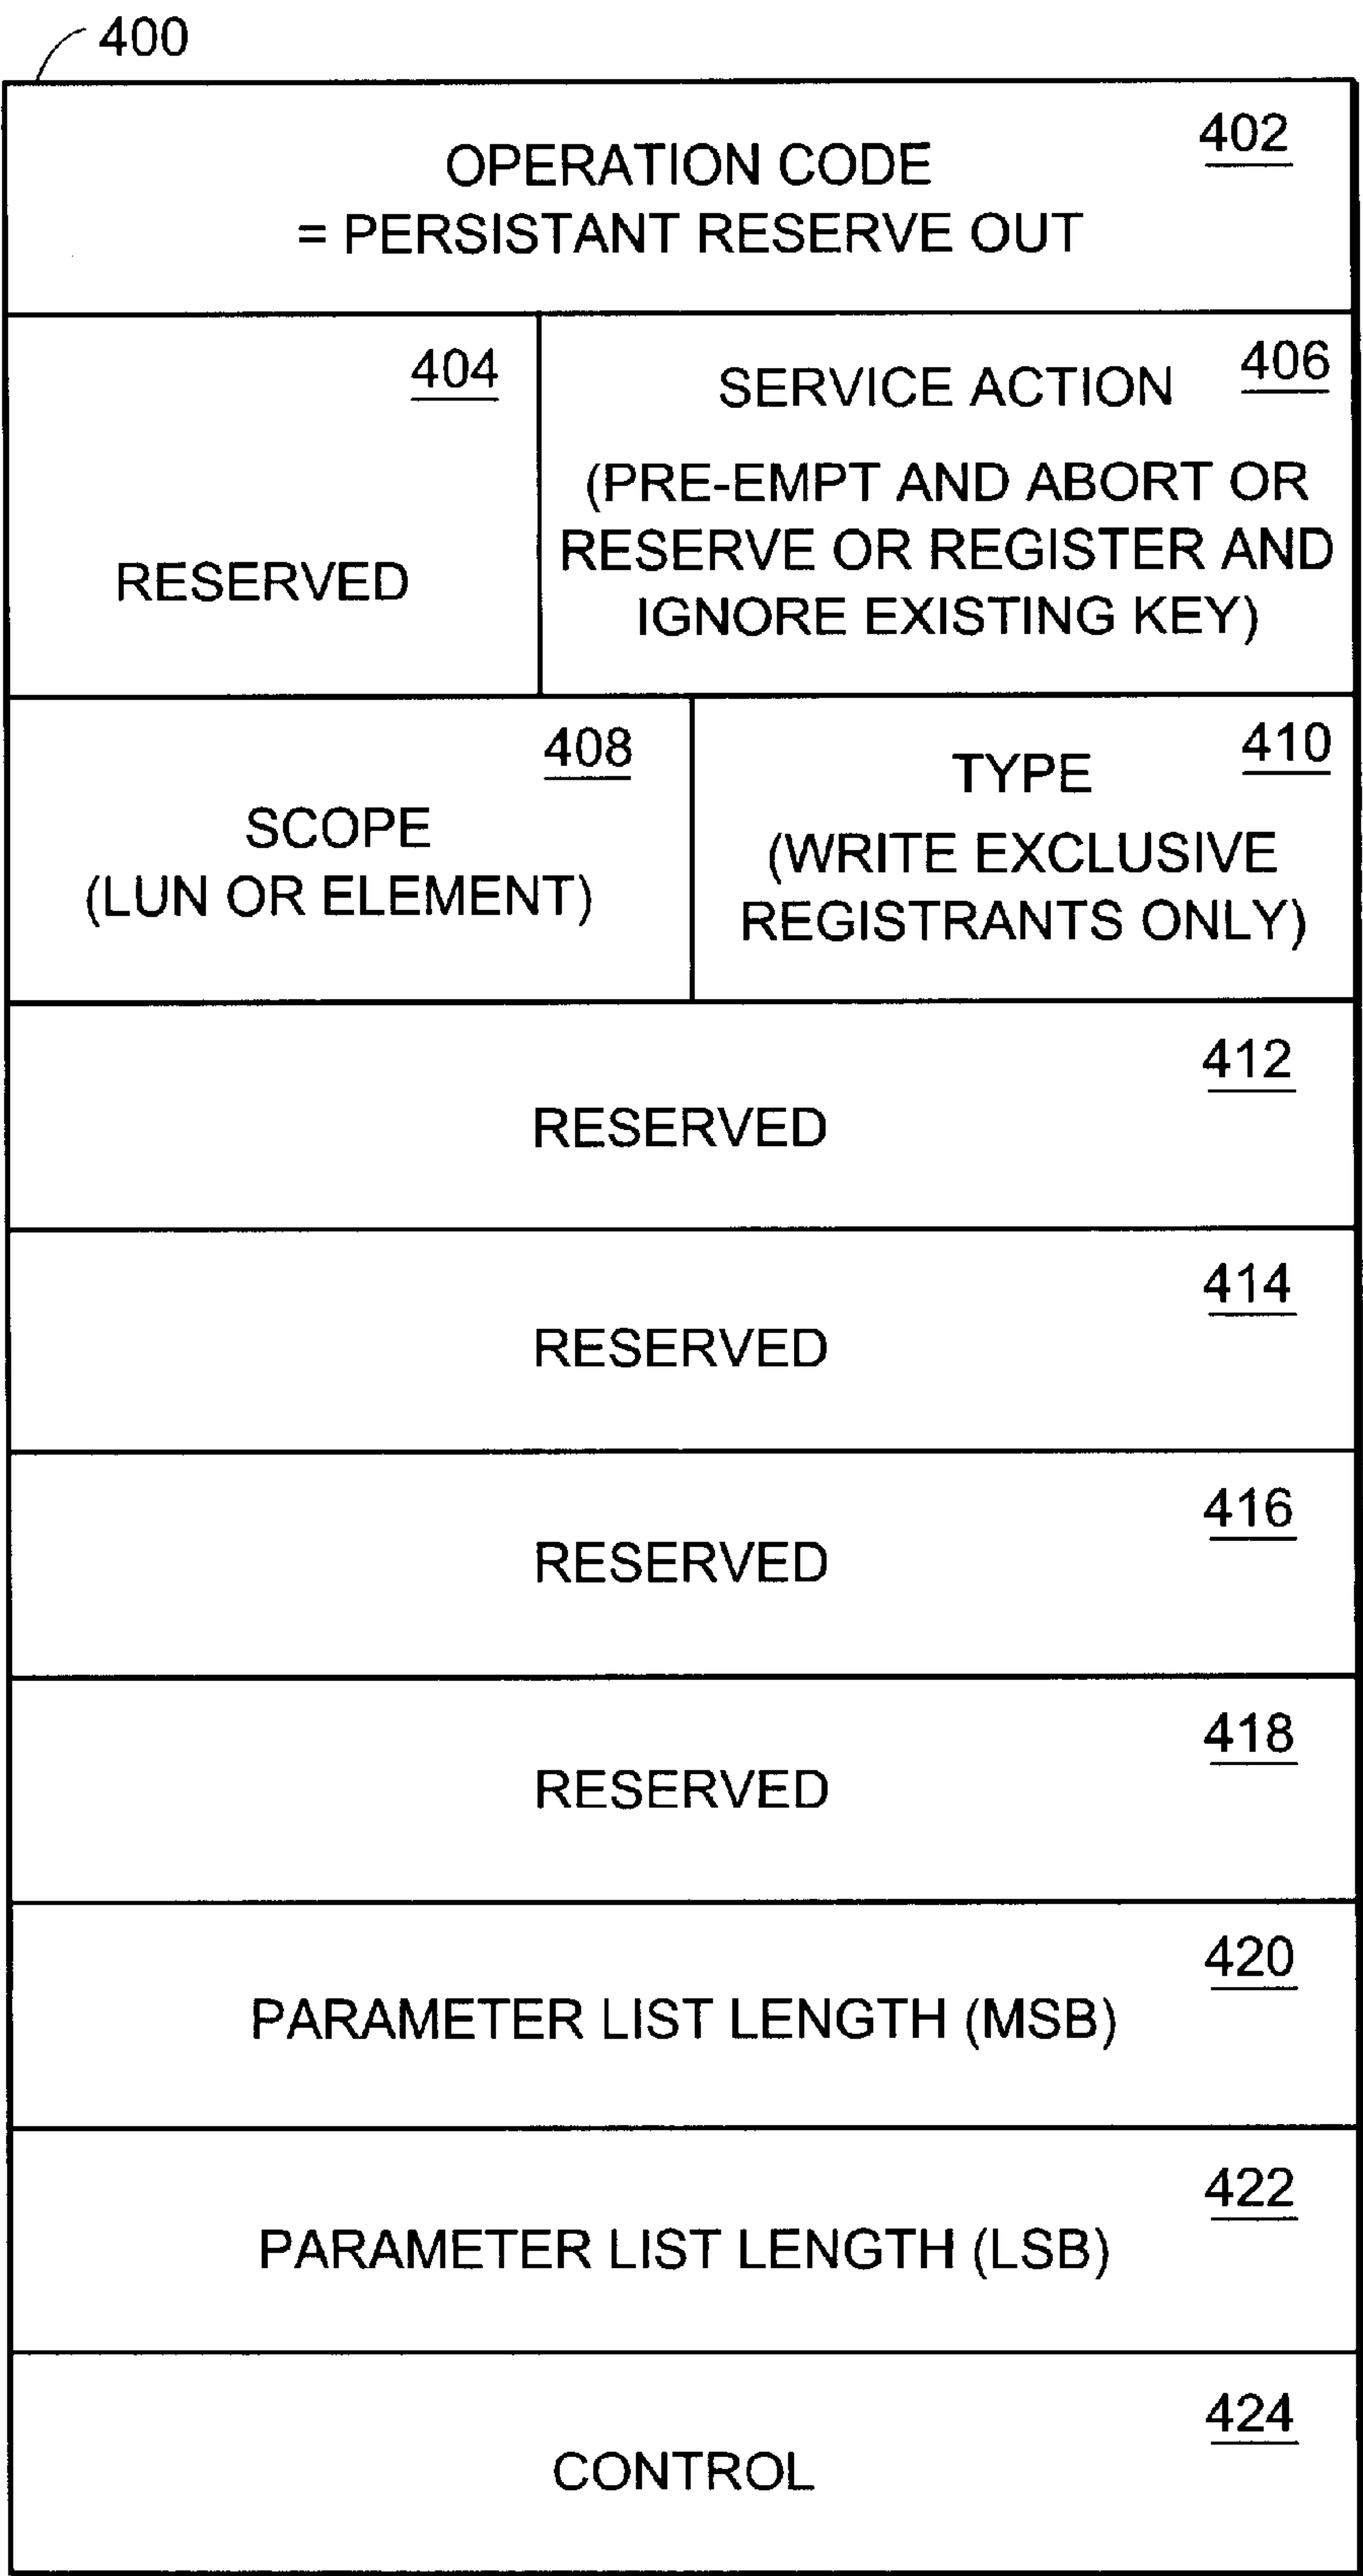 400
402
OPERATION CODE
= PERSISTANT RESERVE OUT
404
RESERVED
406
SERVICE ACTION
(PRE-EMPT AND ABORT OR
RESERVE OR REGISTER AND
IGNORE EXISTING KEY)
408
SCOPE
(LUN OR ELEMENT)
410
TYPE
(WRITE EXCLUSIVE
REGISTRANTS ONLY)
412
RESERVED
414
RESERVED
416
RESERVED
418
RESERVED
420
PARAMETER LIST LENGTH (MSB)
422
PARAMETER LIST LENGTH (LSB)
424
CONTROL